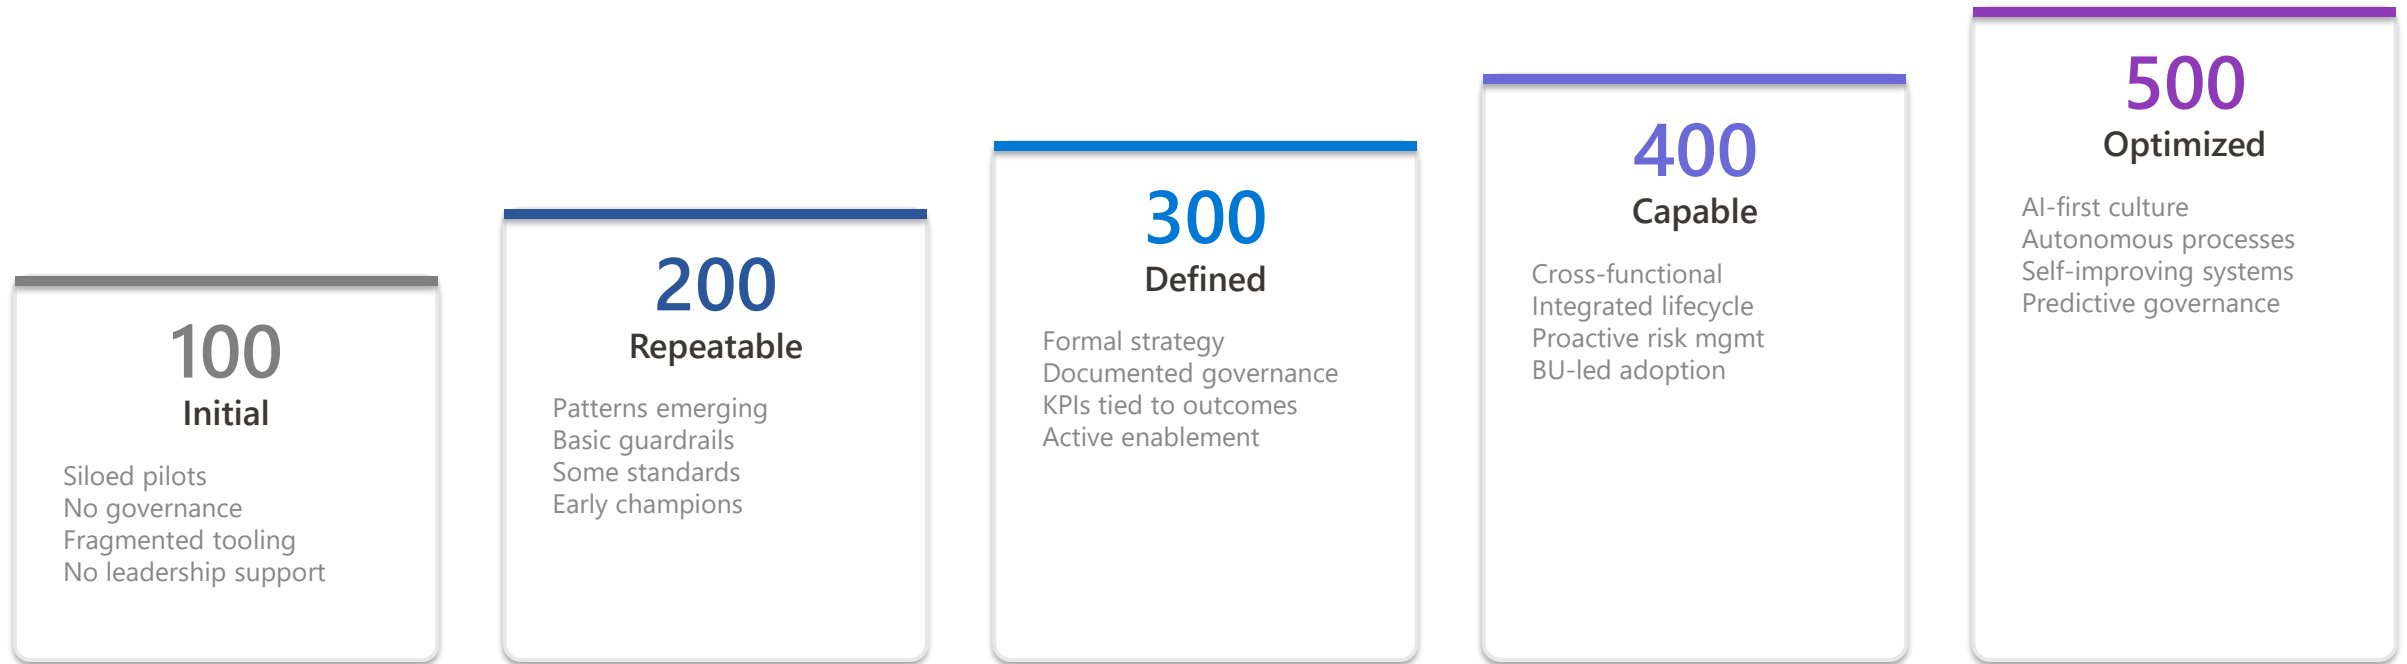 100
Initial
Siloed pilots
No governance
Fragmented tooling
No leadership support
200
Repeatable
Patterns emerging
Basic guardrails
Some standards
Early champions
300
Defined
Formal strategy
Documented governance
KPIs tied to outcomes
Active enablement
400
Capable
Cross-functional
Integrated lifecycle
Proactive risk mgmt
BU-led adoption
500
Optimized
AI-first culture
Autonomous processes
Self-improving systems
Predictive governance